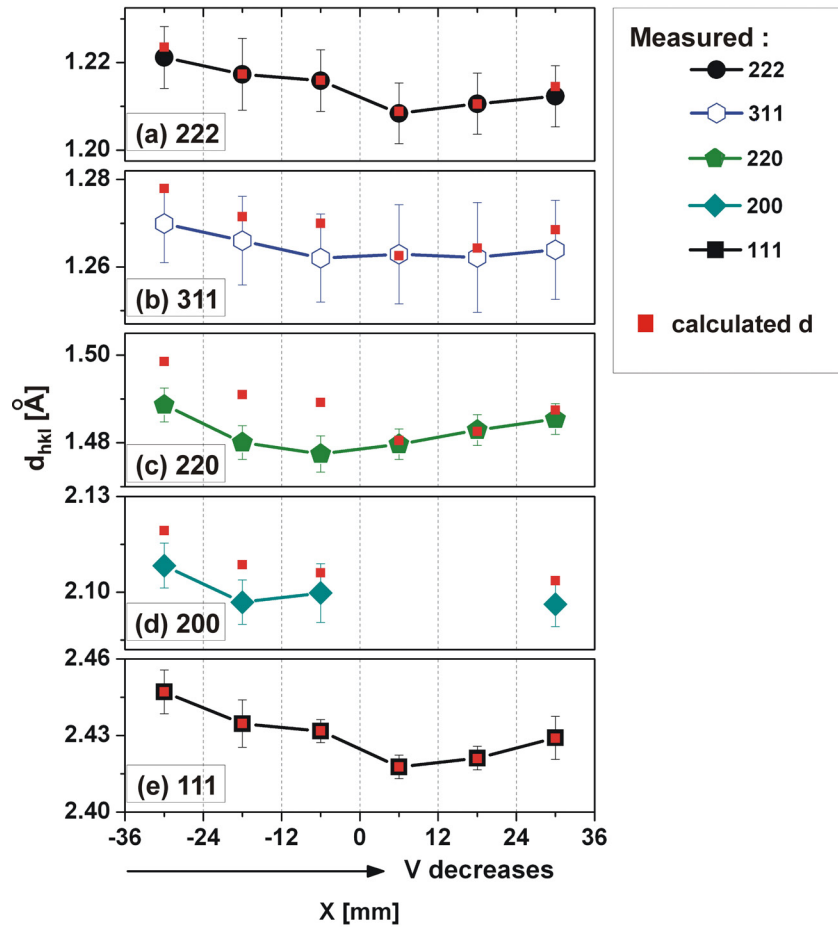 1.22
1.20
(a) 222
1.28
1.26
(b) 311
1.50
1.48
(c) 220
2.13
2.10
(d) 200
2.46
2.43
2.40
(e) 111
d_hkl [Å]
-36 -24 -12 0 12 24 36
V decreases
X [mm]
Measured :
222
311
220
200
111
calculated d